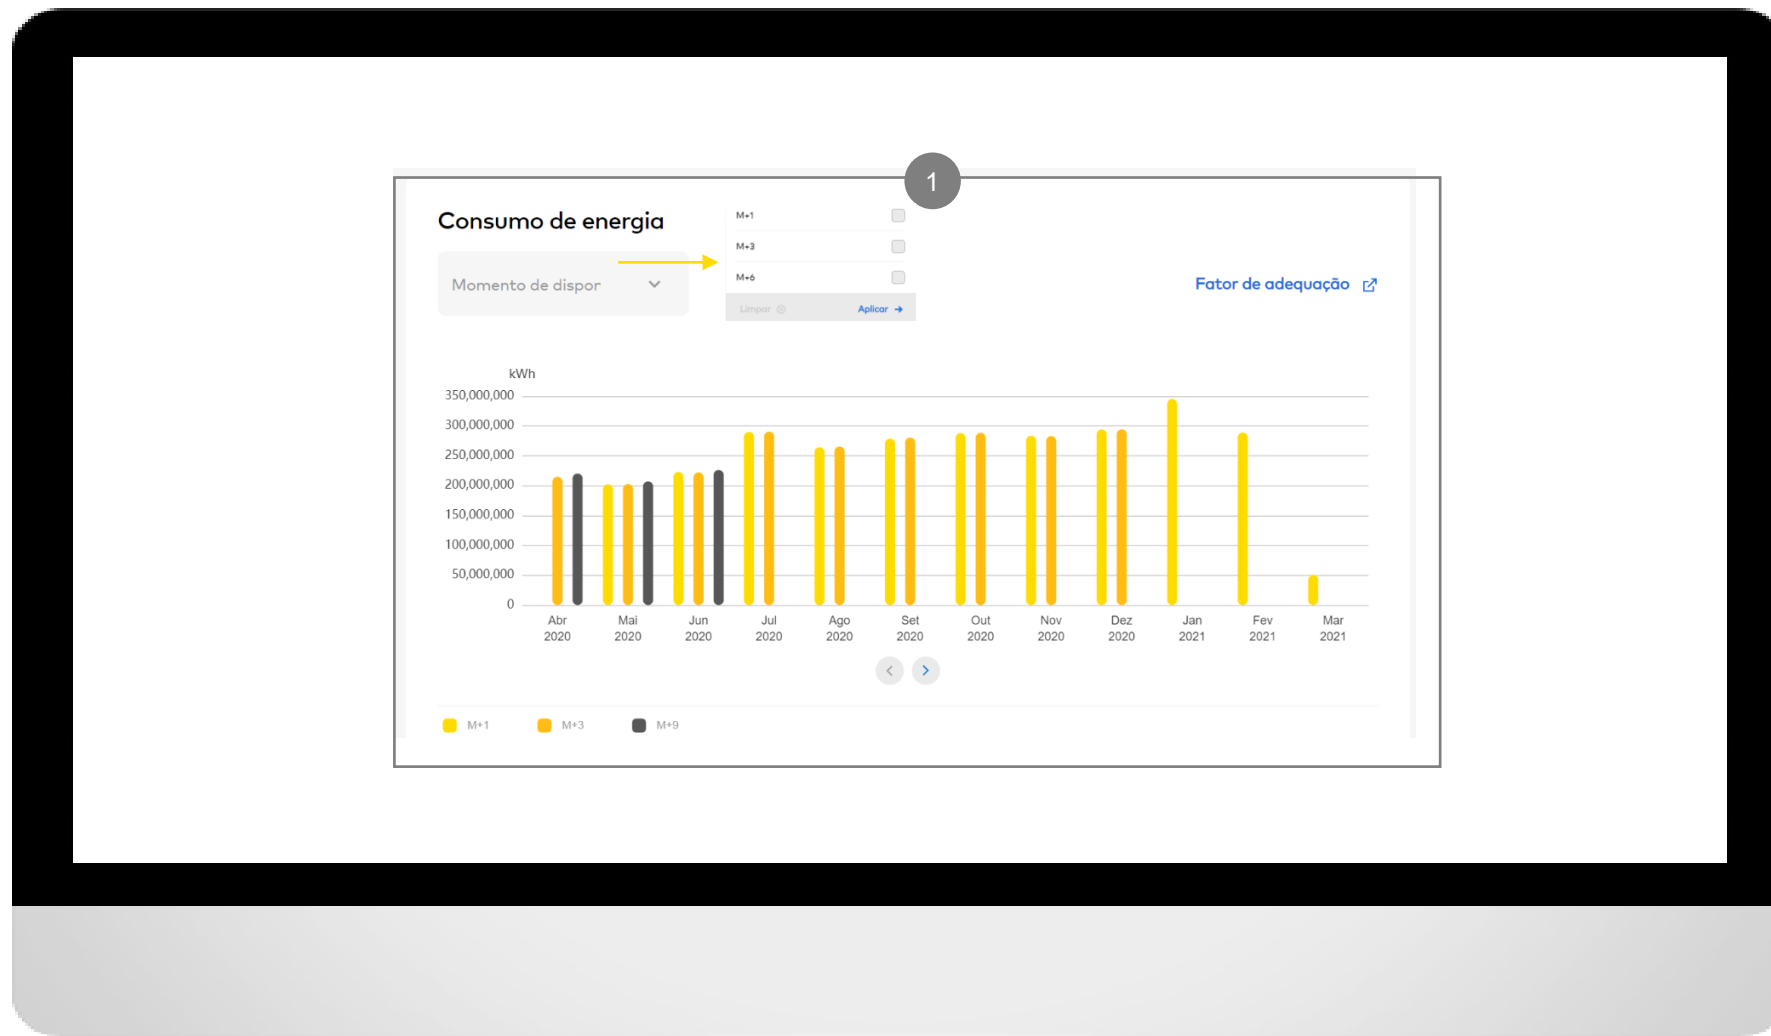 1
Consumo de energia
M+1
M+3
Momento de dispor
M+6
Fator de adequação
Limpar
Aplicar
kWh
350,000,000
300,000,000
250,000,000
200,000,000
150,000,000
100,000,000
50,000,000
0
Abr Mai Jun Jul Ago Set Out Nov Dez Jan Fev Mar
2020 2020 2020 2020 2020 2020 2020 2020 2020 2021 2021 2021
M+1 M+3 M+9